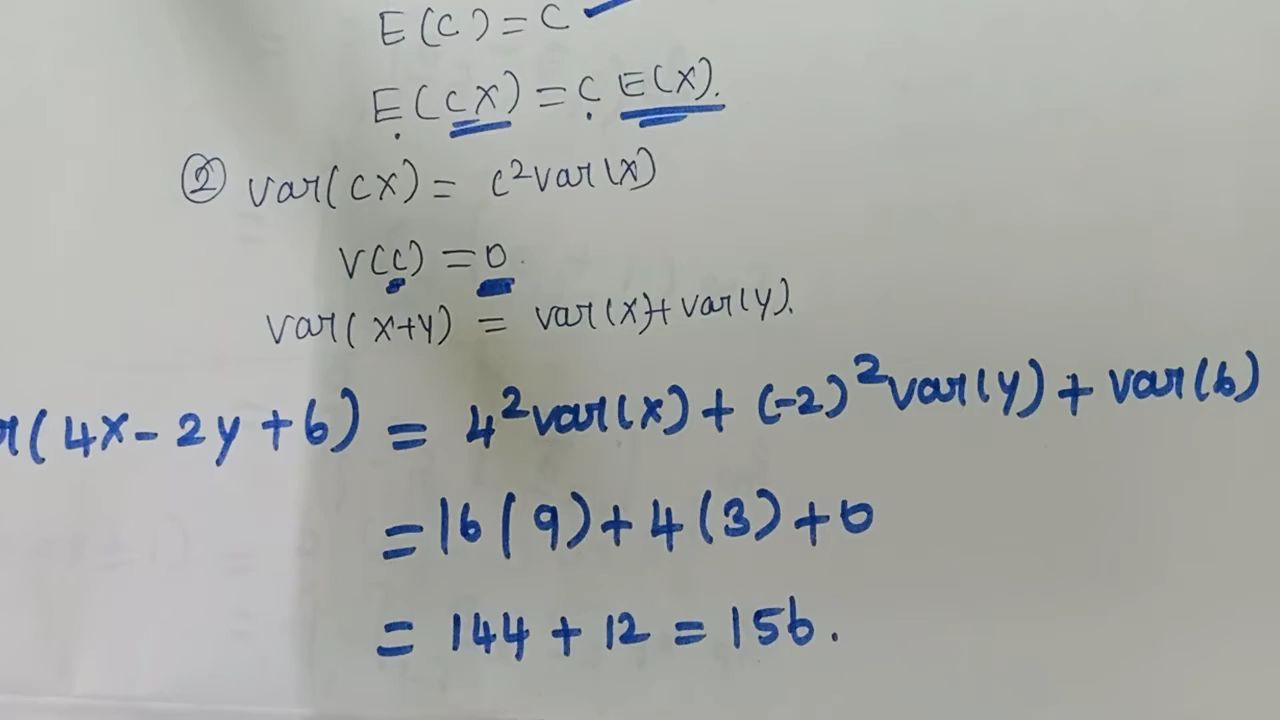 E(C) = C
E(CX) = C E(X).
② var(CX) = C²var(X)
V(C) = 0.
var(X+Y) = var(X)+var(Y).
r(4X-2Y+6) = 4²var(X)+(-2)²var(Y)+var(6)
=16(9)+4(3)+0
= 144+12=156.